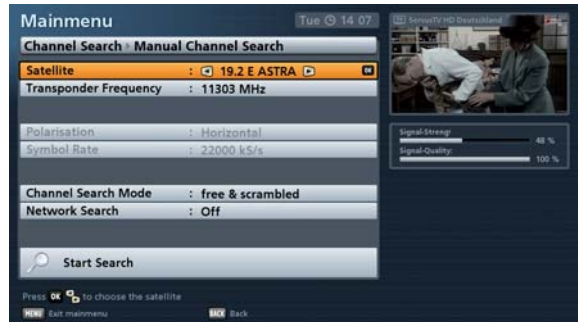 Mainmenu
Tue 14 07
ServusTV HD Deutschland
Channel Search › Manual Channel Search
Satellite : 19.2 E ASTRA OK
Transponder Frequency : 11303 MHz
Polarisation : Horizontal
Symbol Rate : 22000 kS/s
Signal-Streng:
48 %
Signal-Quality:
100 %
Channel Search Mode : free & scrambled
Network Search : Off
Start Search
Press OK to choose the satellite
MENU Exit mainmenu
BACK Back